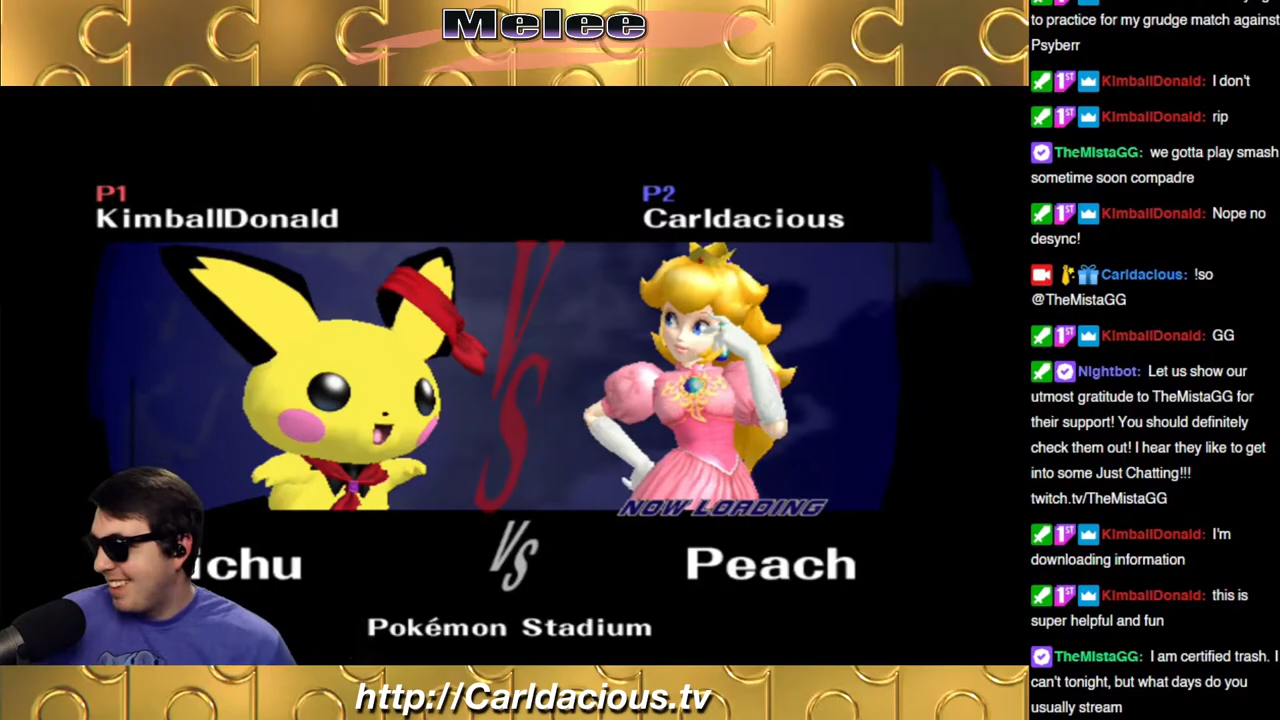 Melee
P1
KimballDonald
P2
Carldacious
VS
NOW LOADING
ichu
Vs
Peach
Pokémon Stadium
http://Carldacious.tv
to practice for my grudge match against
Psyberr
KimballDonald: I don't
KimballDonald: rip
TheMistaGG: we gotta play smash
sometime soon compadre
KimballDonald: Nope no
desync!
Carldacious: !so
@TheMistaGG
KimballDonald: GG
Nightbot: Let us show our
utmost gratitude to TheMistaGG for
their support! You should definitely
check them out! I hear they like to get
into some Just Chatting!!!
twitch.tv/TheMistaGG
KimballDonald: I'm
downloading information
KimballDonald: this is
super helpful and fun
TheMistaGG: I am certified trash. I
can't tonight, but what days do you
usually stream